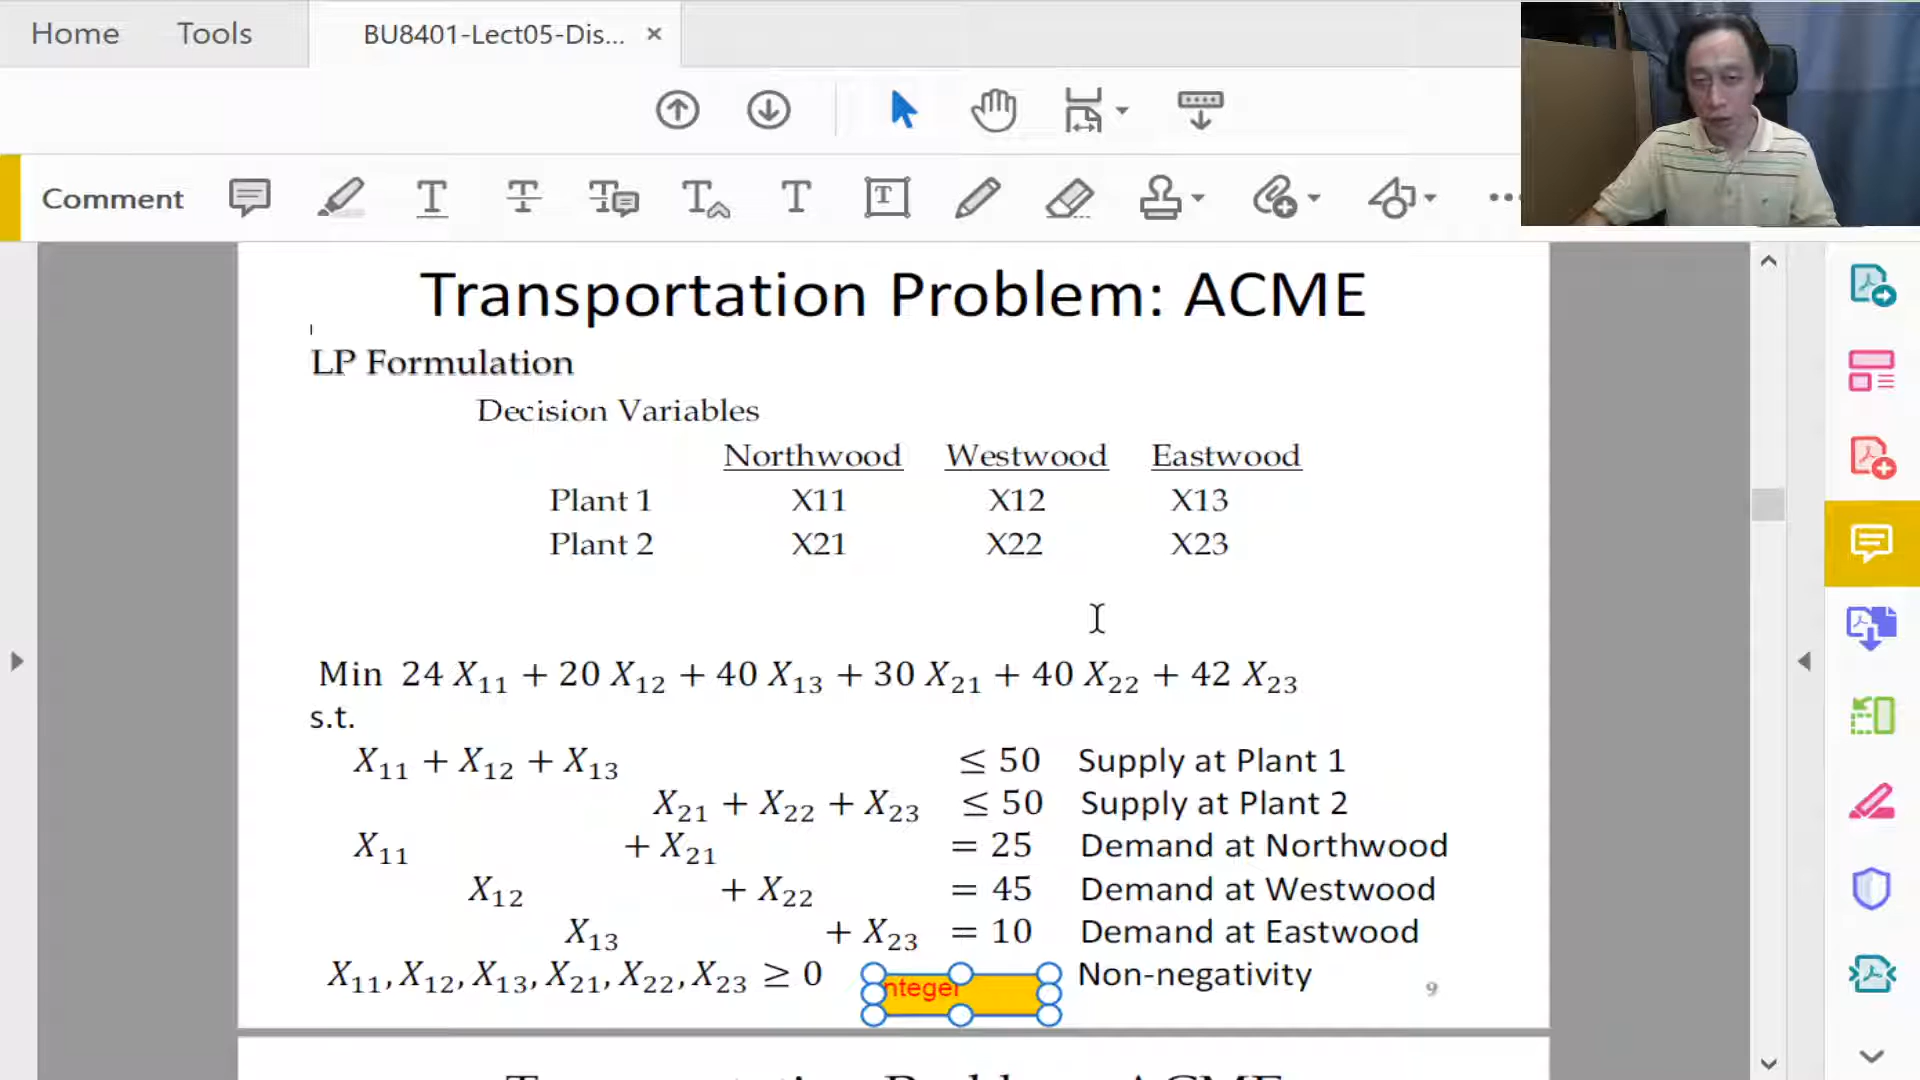 Home Tools BU8401-Lect05-Dis... ×
Comment
Transportation Problem: ACME
LP Formulation
Decision Variables
Northwood Westwood Eastwood
Plant 1 X11 X12 X13
Plant 2 X21 X22 X23
Min 24 X₁₁ + 20 X₁₂ + 40 X₁₃ + 30 X₂₁ + 40 X₂₂ + 42 X₂₃
s.t.
X₁₁ + X₁₂ + X₁₃ ≤ 50 Supply at Plant 1
X₂₁ + X₂₂ + X₂₃ ≤ 50 Supply at Plant 2
X₁₁ + X₂₁ = 25 Demand at Northwood
X₁₂ + X₂₂ = 45 Demand at Westwood
X₁₃ + X₂₃ = 10 Demand at Eastwood
X₁₁, X₁₂, X₁₃, X₂₁, X₂₂, X₂₃ ≥ 0 nteger Non-negativity
9